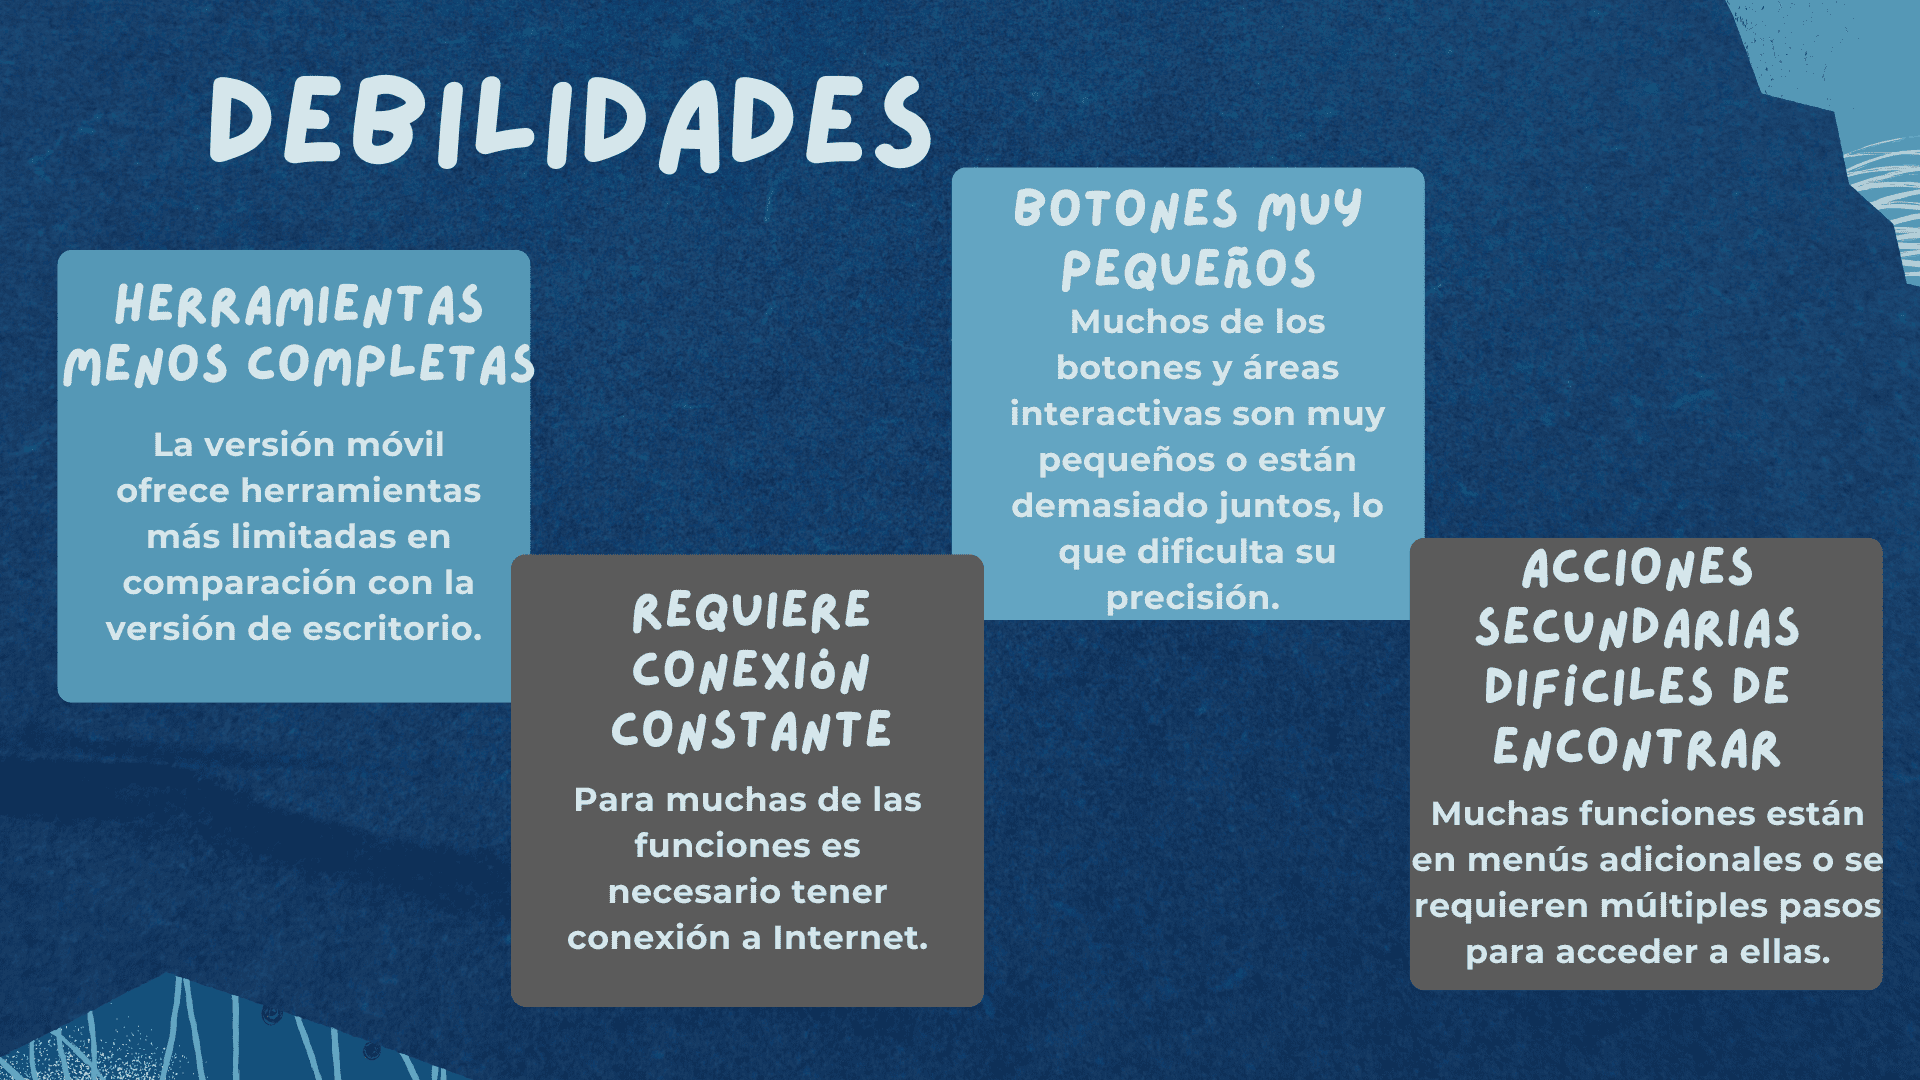 DEBILIDADES
HERRAMIENTAS
MENOS COMPLETAS
La versión móvil
ofrece herramientas
más limitadas en
comparación con la
versión de escritorio.
REQUIERE
CONEXIÓN
CONSTANTE
Para muchas de las
funciones es
necesario tener
conexión a Internet.
BOTONES MUY
PEQUEÑOS
Muchos de los
botones y áreas
interactivas son muy
pequeños o están
demasiado juntos, lo
que dificulta su
precisión.
ACCIONES
SECUNDARIAS
DIFÍCILES DE
ENCONTRAR
Muchas funciones están
en menús adicionales o se
requieren múltiples pasos
para acceder a ellas.